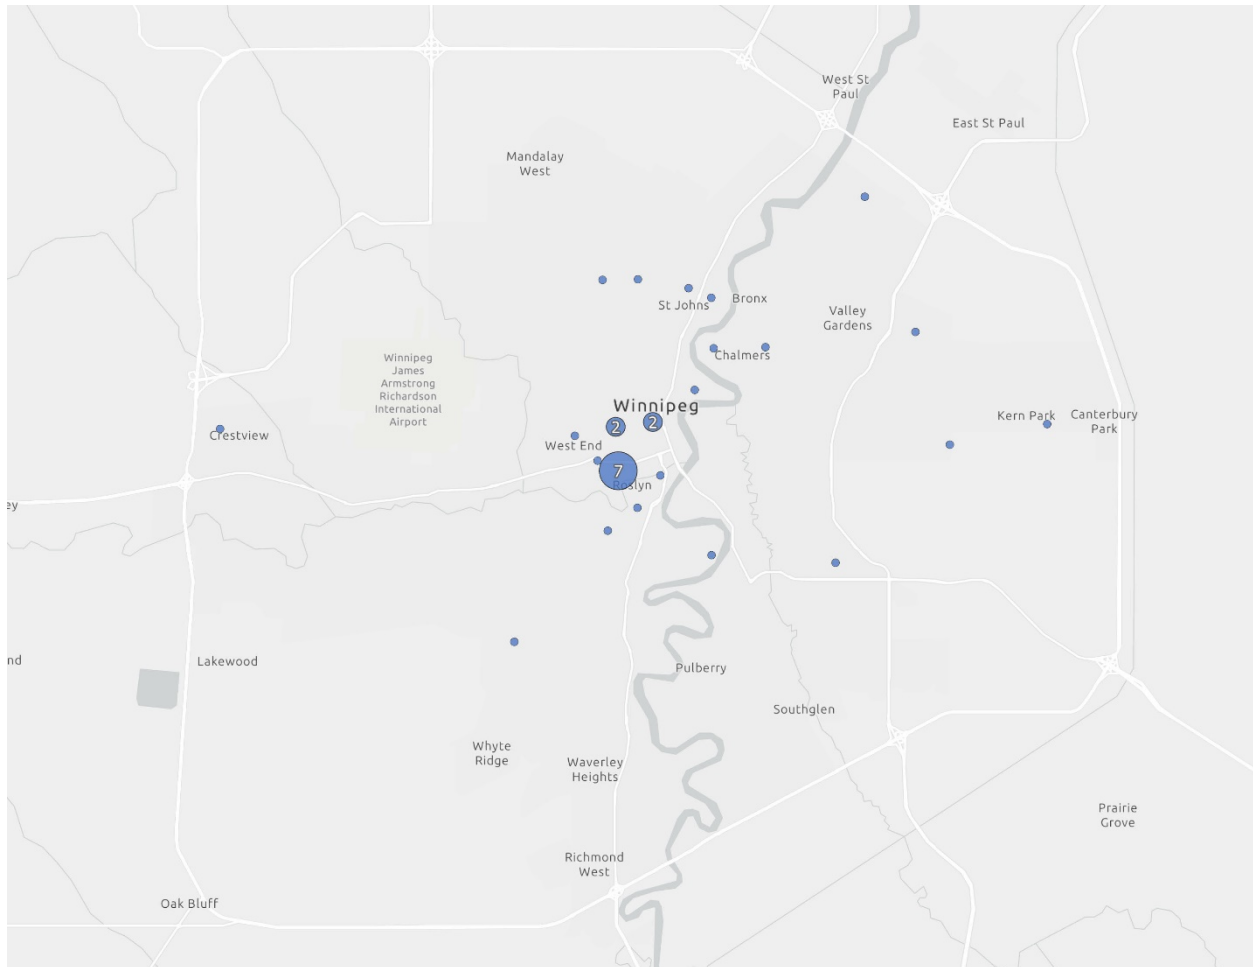 West St
Paul
East St Paul
Mandalay
West
St Johns
Bronx
Valley
Gardens
Winnipeg
James
Armstrong
Richardson
International
Airport
Chalmers
Winnipeg
2
2
Kern Park
Canterbury
Park
Crestview
West End
7
Roslyn
ey
nd
Lakewood
Pulberry
Southglen
Whyte
Ridge
Waverley
Heights
Prairie
Grove
Richmond
West
Oak Bluff